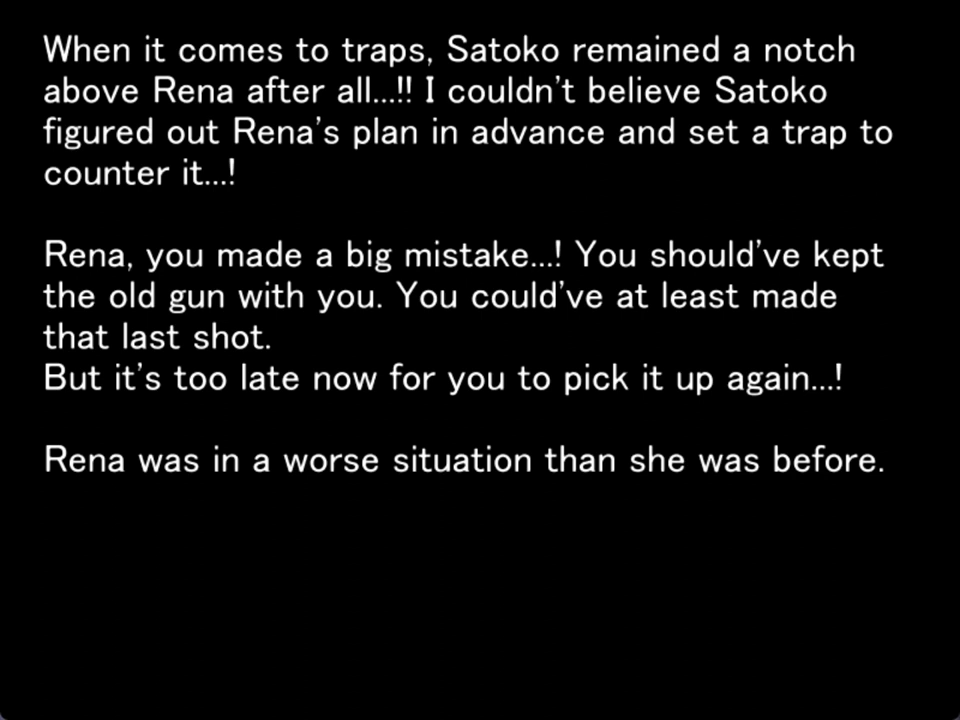 When it comes to traps, Satoko remained a notch
above Rena after all...!! I couldn't believe Satoko
figured out Rena's plan in advance and set a trap to
counter it...!
Rena, you made a big mistake...! You should've kept
the old gun with you. You could've at least made
that last shot.
But it's too late now for you to pick it up again...!
Rena was in a worse situation than she was before.